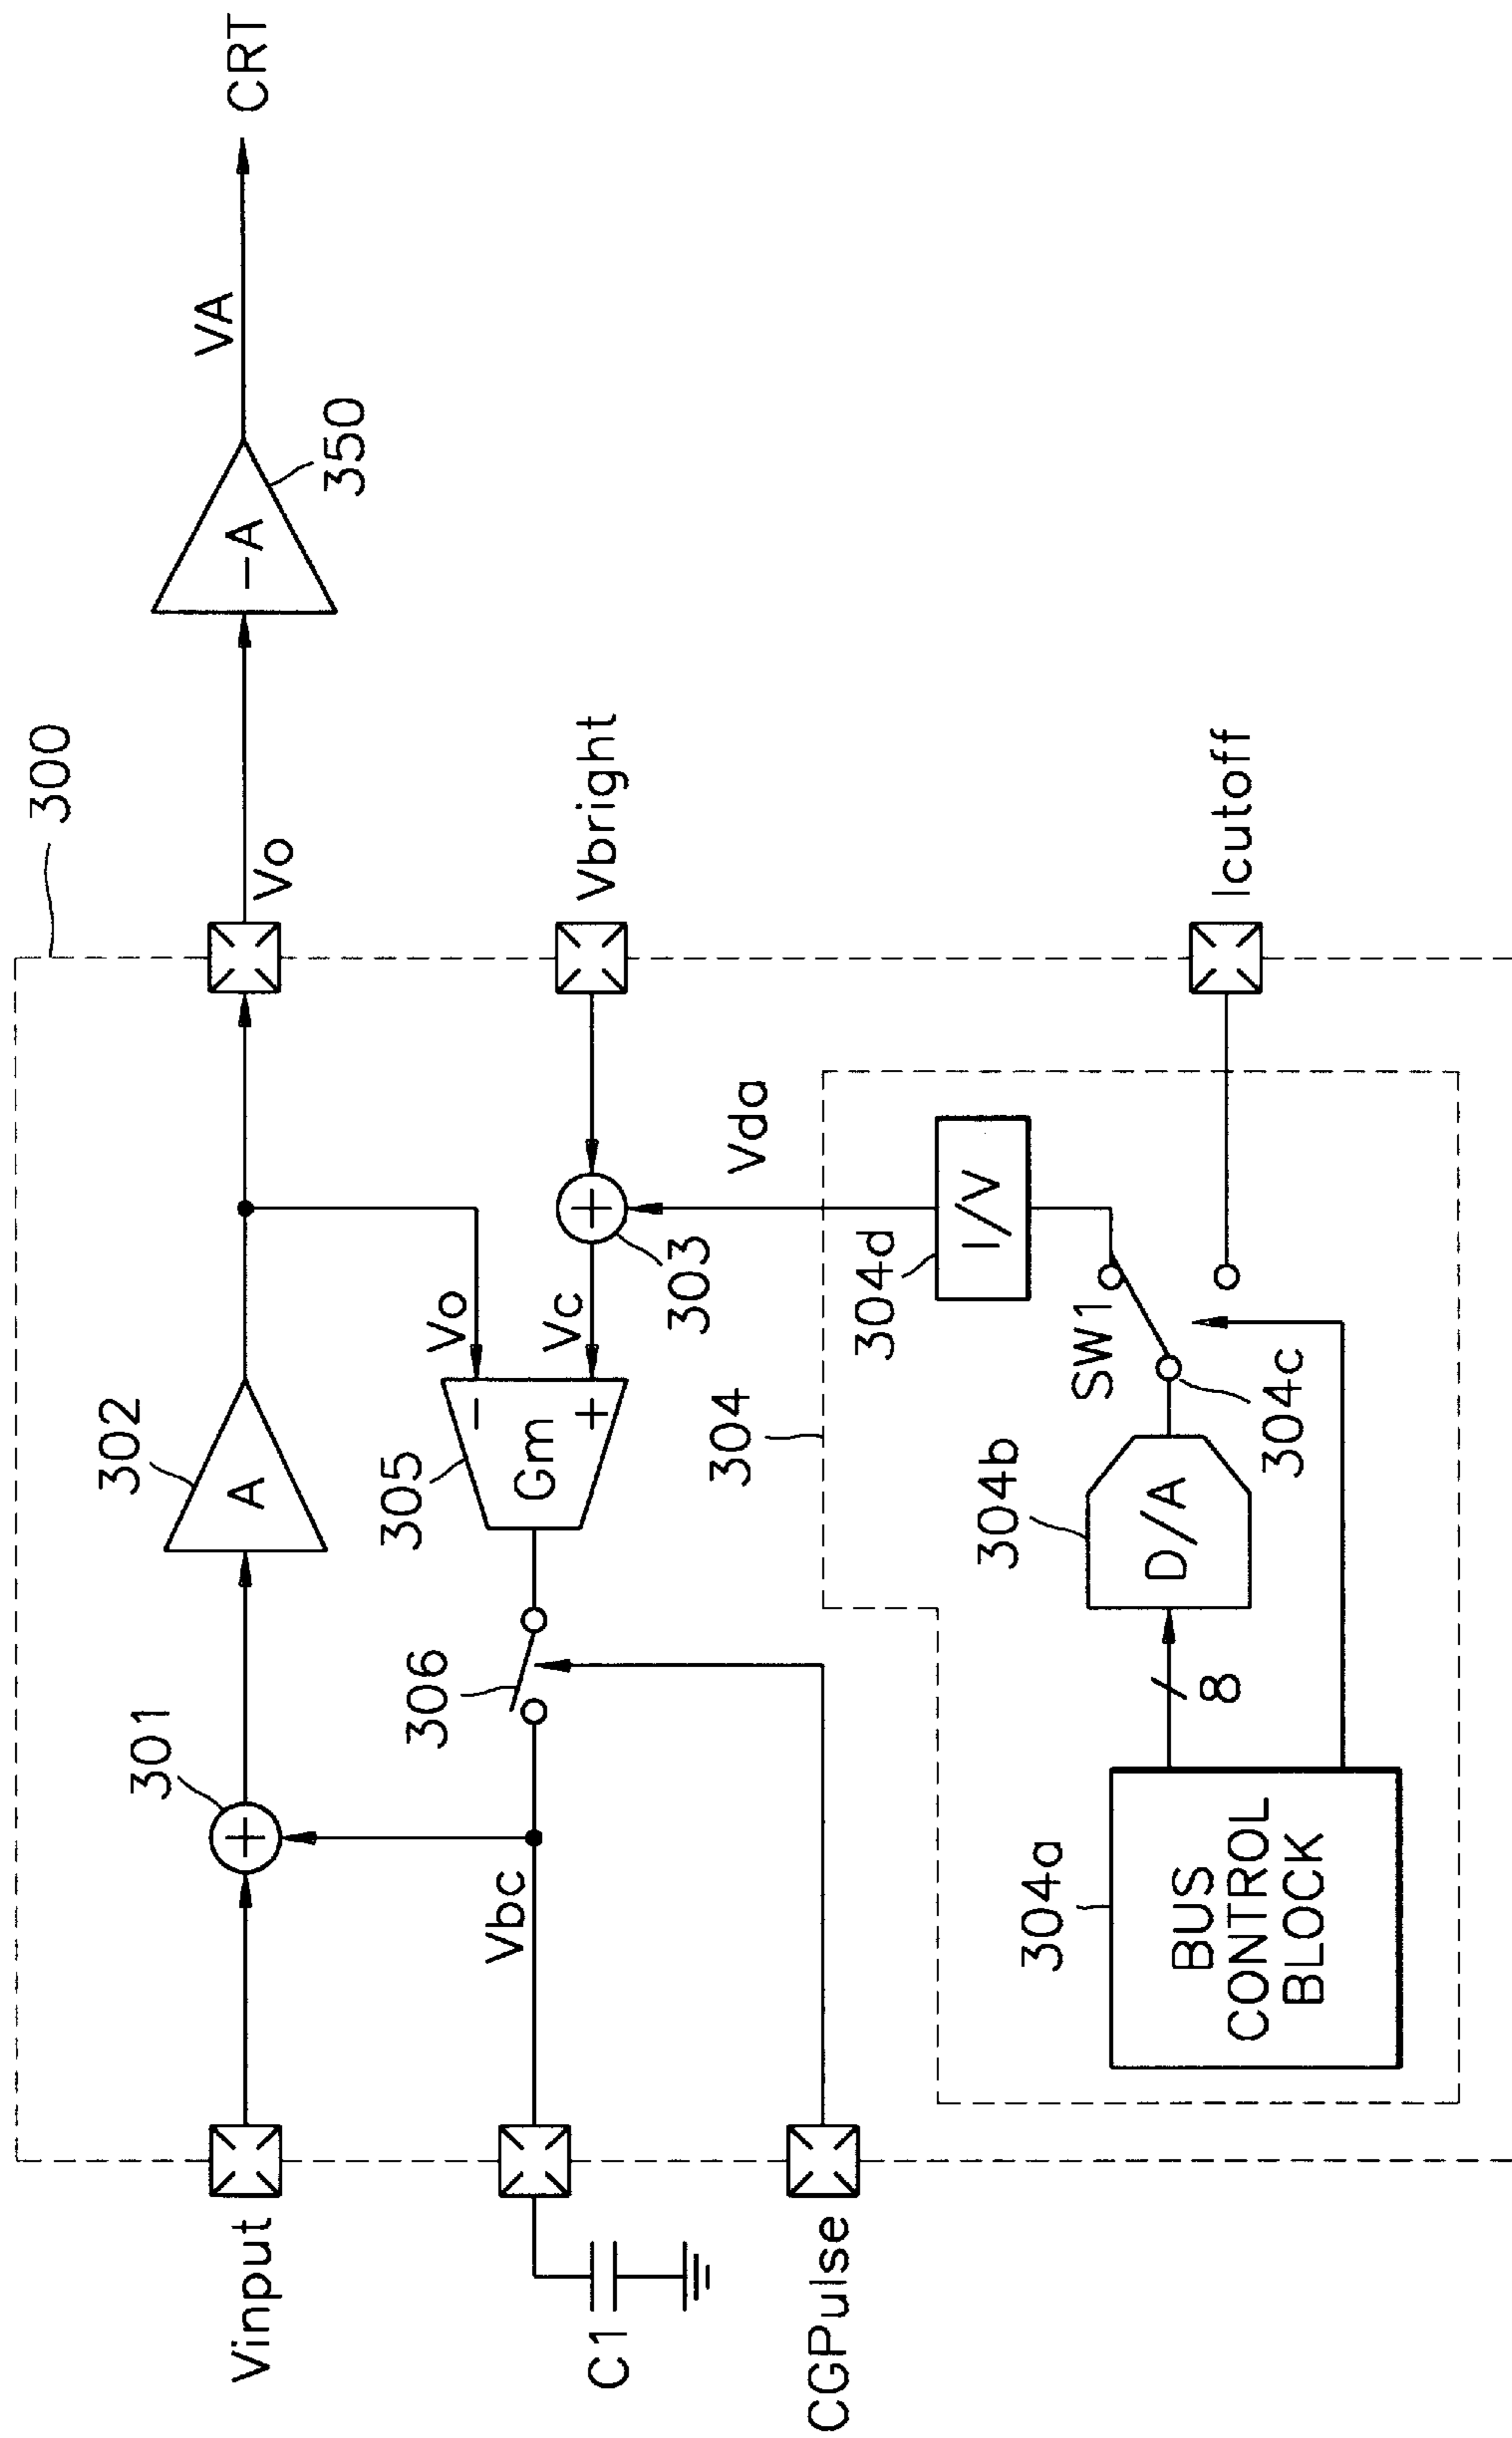 300
301
302
A
Vinput
Vo
-A
350
VA
CRT
306
305
Gm
-
+
Vo
Vc
Vbright
Vbc
303
C1
Vda
304
CGPulse
304d
I/V
304b
D/A
SW1
304c
Icutoff
304a
8
BUS
CONTROL
BLOCK